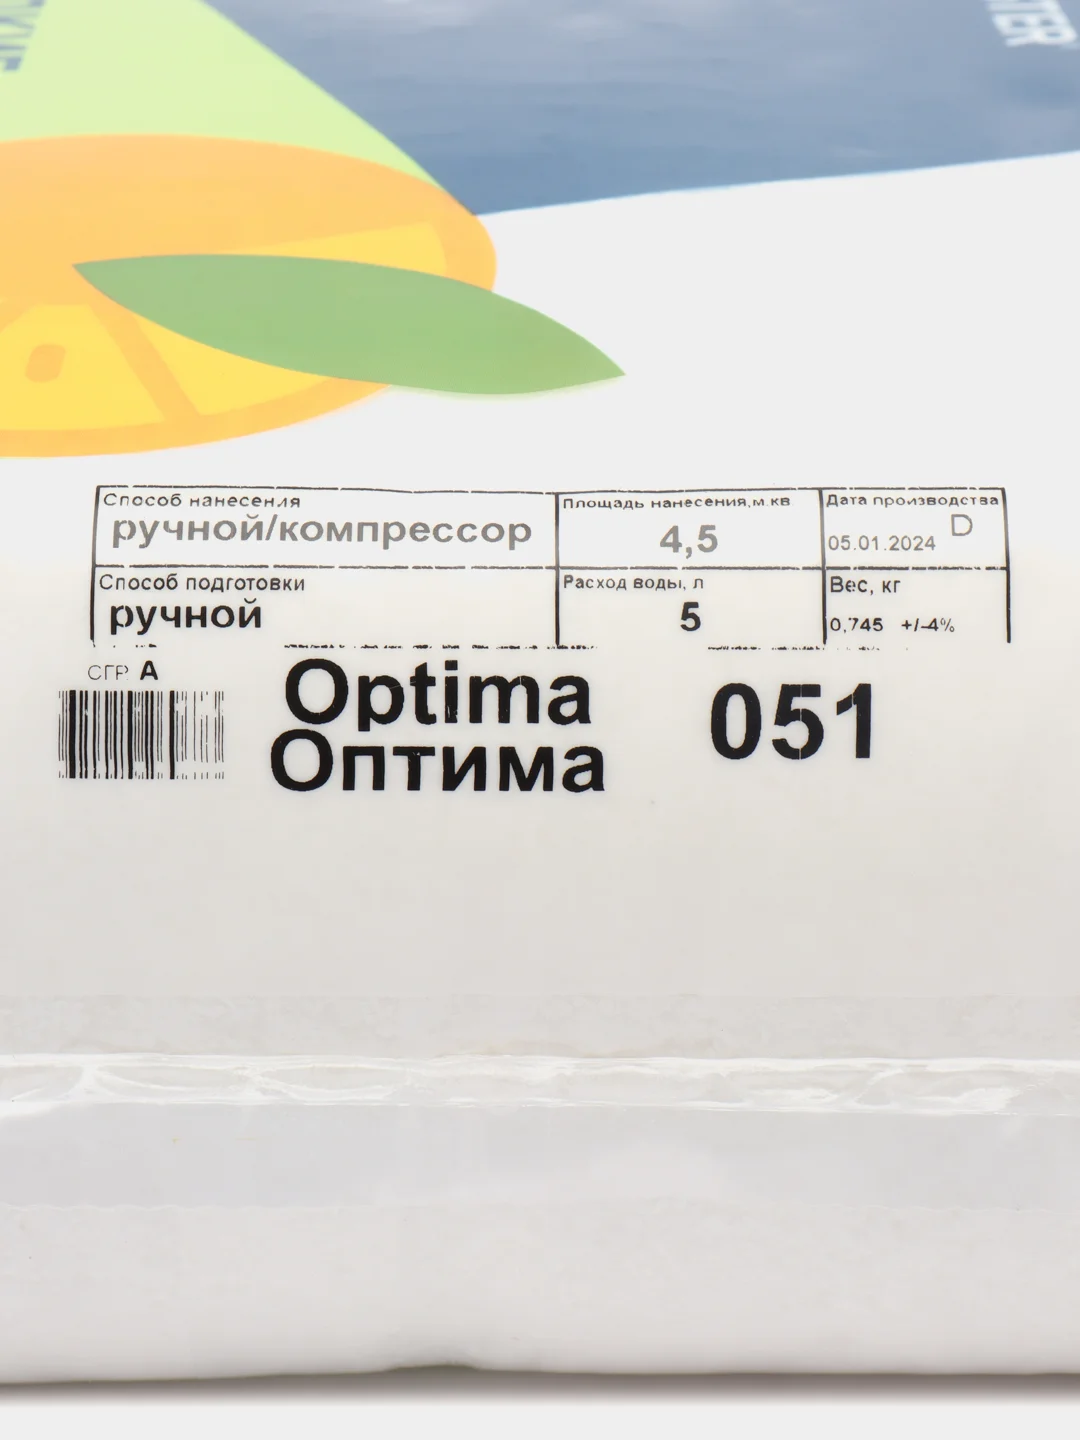 Способ нанесения
ручной/компрессор
Площадь нанесения,м.кв
4,5
Дата производства
D
05.01.2024
Способ подготовки
ручной
Расход воды, л
5
Вес, кг
0,745 +/-4%
СГР A
Optima
Оптима
051